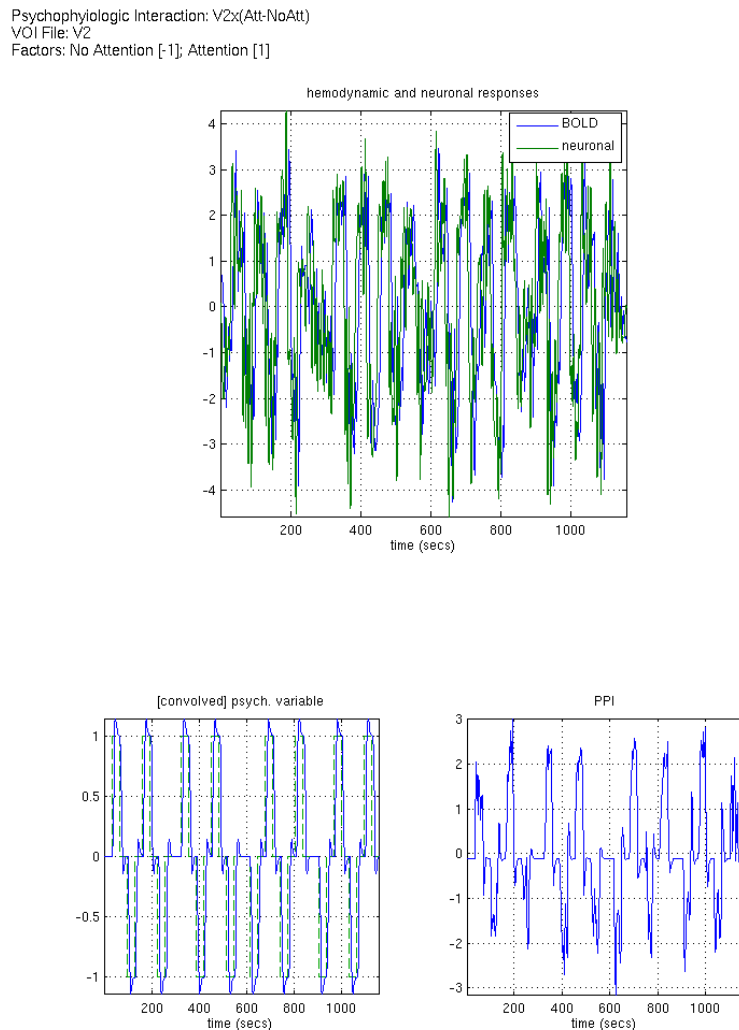 Psychophyiologic Interaction: V2x(Att-NoAtt)
VOI File: V2
Factors: No Attention [-1]; Attention [1]
hemodynamic and neuronal responses
BOLD
neuronal
4
3
2
1
0
-1
-2
-3
-4
200 400 600 800 1000
time (secs)
[convolved] psych. variable
1
0.5
0
-0.5
-1
200 400 600 800 1000
time (secs)
PPI
3
2
1
0
-1
-2
-3
200 400 600 800 1000
time (secs)